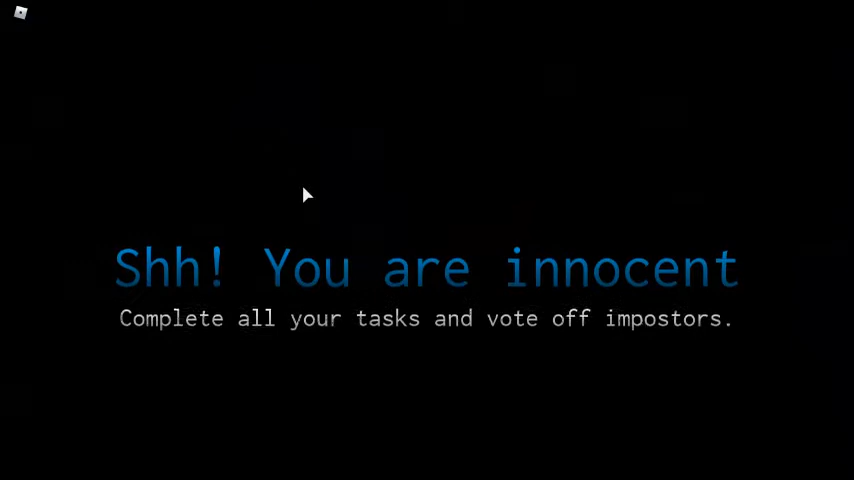 Shh! You are innocent
Complete all your tasks and vote off impostors.